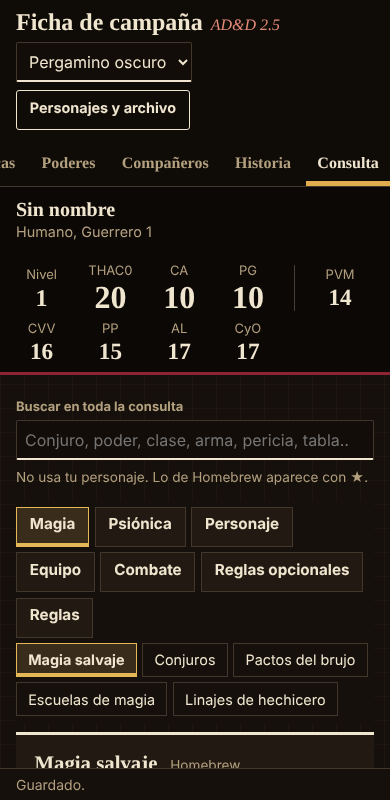 Ficha de campaña AD&D 2.5
Pergamino oscuro
Personajes y archivo
as Poderes Compañeros Historia Consulta
Sin nombre
Humano, Guerrero 1
Nivel THAC0 CA PG PVM
1 20 10 10 14
CVV PP AL CyO
16 15 17 17
Buscar en toda la consulta
Conjuro, poder, clase, arma, pericia, tabla..
No usa tu personaje. Lo de Homebrew aparece con ★.
Magia Psiónica Personaje
Equipo Combate Reglas opcionales
Reglas
Magia salvaje Conjuros Pactos del brujo
Escuelas de magia Linajes de hechicero
Magia salvaje Homebrew
Guardado.